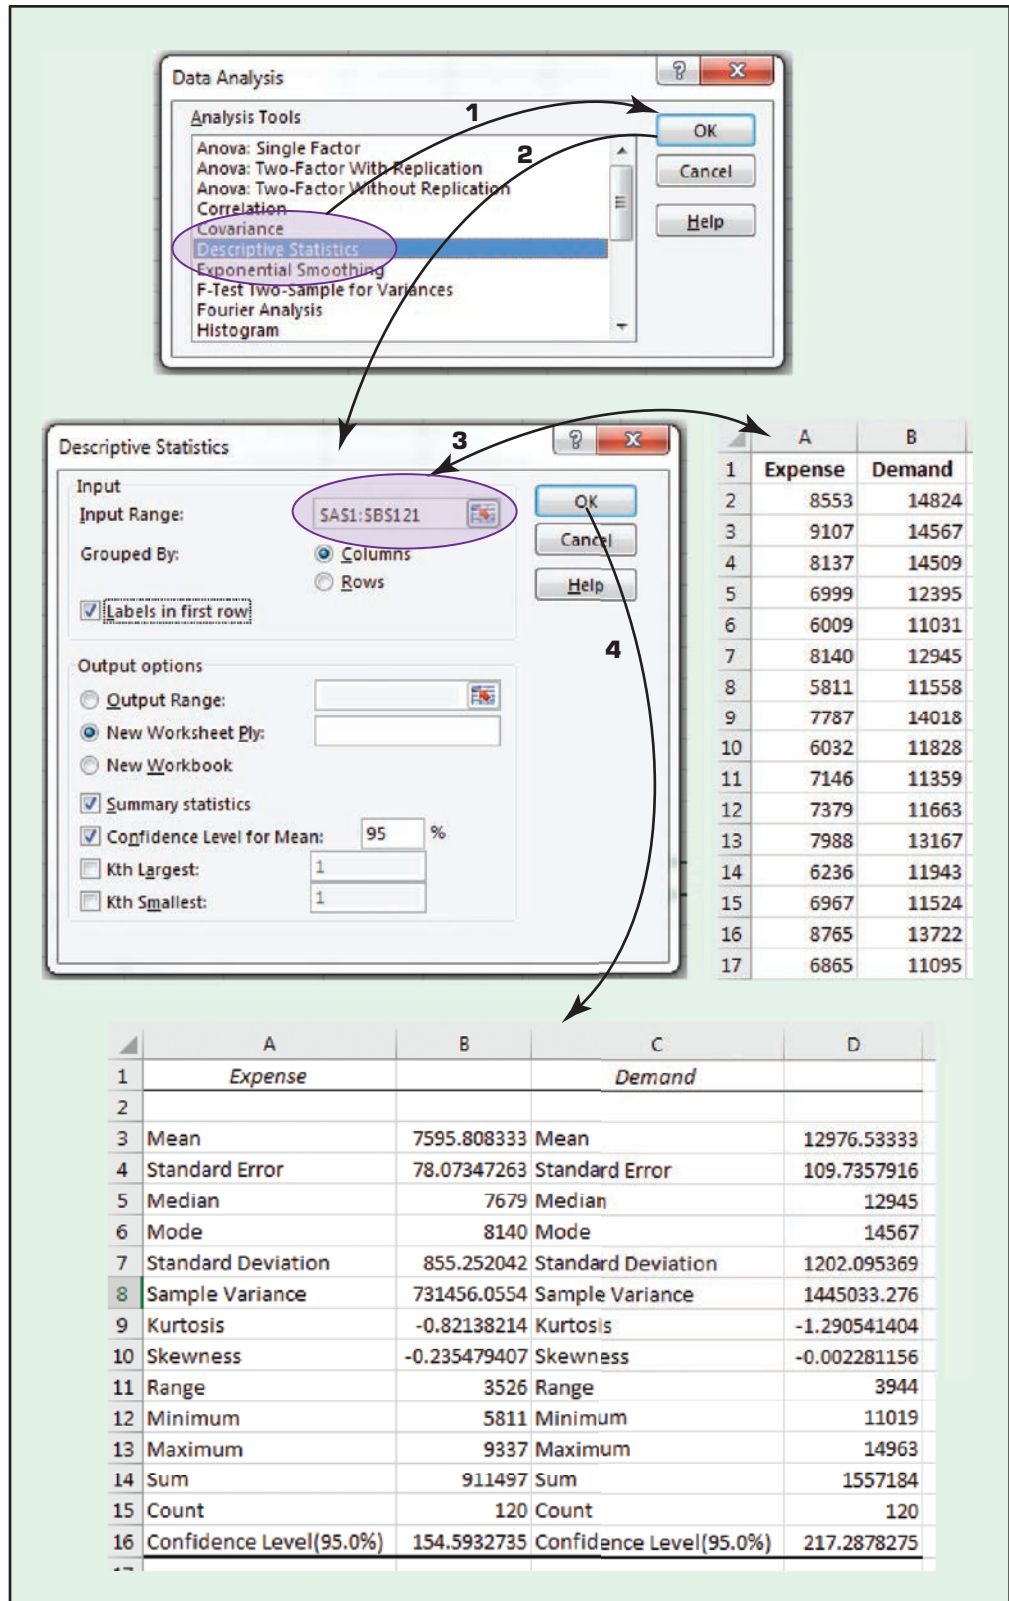 Data Analysis
? X
Analysis Tools
1
OK
2
Anova: Single Factor
Anova: Two-Factor With Replication
Cancel
Anova: Two-Factor Without Replication
Correlation
Help
Covariance
Descriptive Statistics
Exponential Smoothing
F-Test Two-Sample for Variances
Fourier Analysis
Histogram
Descriptive Statistics
3
? X
Input
Input Range: $A$1:$B$121
OK
Cancel
Grouped By: Columns
Rows
Help
Labels in first row
4
Output options
Output Range:
New Worksheet Ply:
New Workbook
Summary statistics
Confidence Level for Mean: 95 %
Kth Largest: 1
Kth Smallest: 1
A B
1 Expense Demand
2 8553 14824
3 9107 14567
4 8137 14509
5 6999 12395
6 6009 11031
7 8140 12945
8 5811 11558
9 7787 14018
10 6032 11828
11 7146 11359
12 7379 11663
13 7988 13167
14 6236 11943
15 6967 11524
16 8765 13722
17 6865 11095
A B C D
1 Expense Demand
2
3 Mean 7595.808333 Mean 12976.53333
4 Standard Error 78.07347263 Standard Error 109.7357916
5 Median 7679 Median 12945
6 Mode 8140 Mode 14567
7 Standard Deviation 855.252042 Standard Deviation 1202.095369
8 Sample Variance 731456.0554 Sample Variance 1445033.276
9 Kurtosis -0.82138214 Kurtosis -1.290541404
10 Skewness -0.235479407 Skewness -0.002281156
11 Range 3526 Range 3944
12 Minimum 5811 Minimum 11019
13 Maximum 9337 Maximum 14963
14 Sum 911497 Sum 1557184
15 Count 120 Count 120
16 Confidence Level(95.0%) 154.5932735 Confidence Level(95.0%) 217.2878275